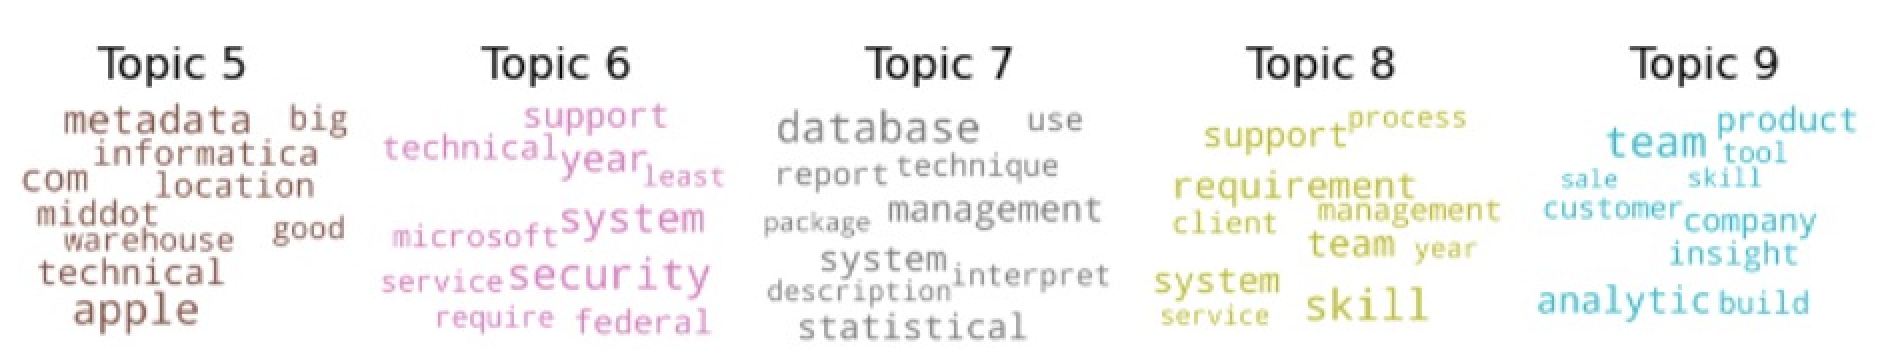 Topic 5
metadata big
informatica
com location
middot
warehouse good
technical
apple
Topic 6
support
technical year
least
microsoft system
service security
require federal
Topic 7
database use
report technique
package management
system interpret
description
statistical
Topic 8
support process
requirement
client management
team year
system
service skill
Topic 9
team product
tool
sale skill
customer company
insight
analytic build